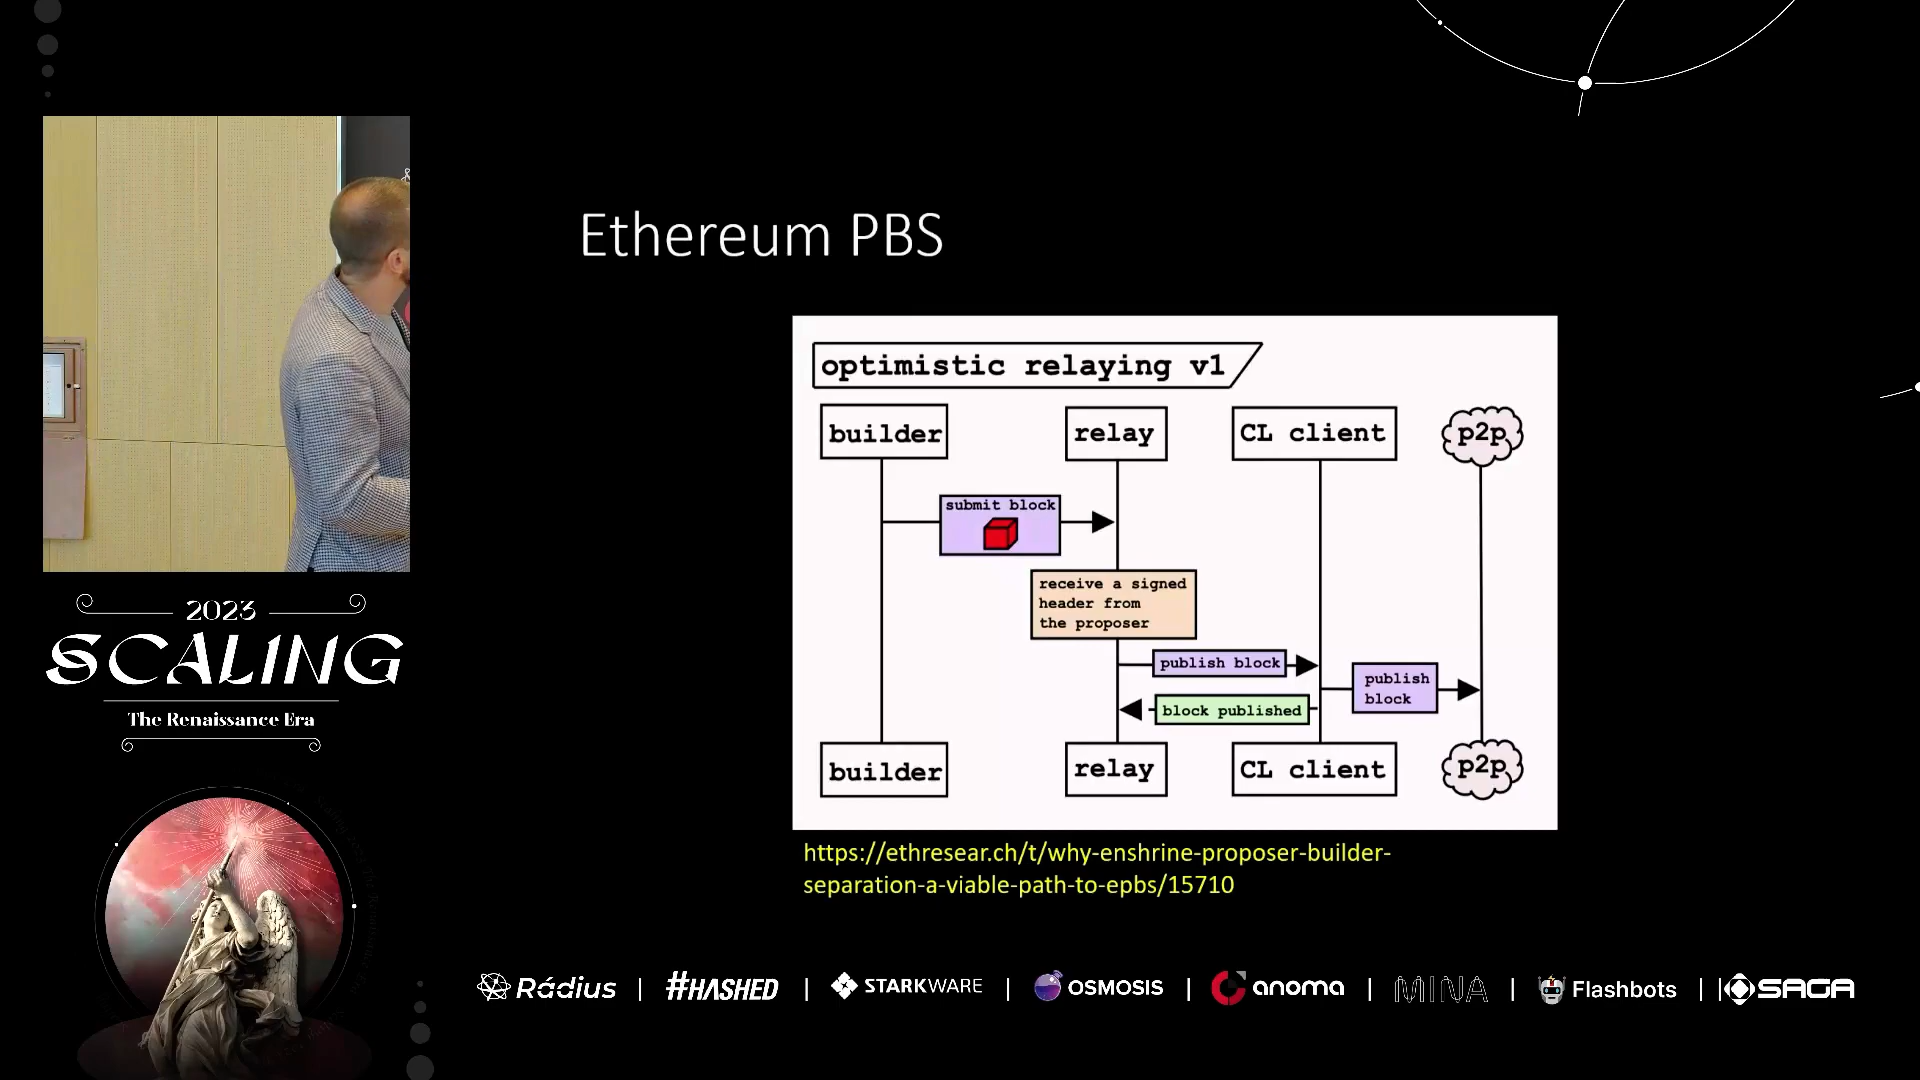 Ethereum PBS
optimistic relaying v1
builder
relay
CL client
p2p
submit block
receive a signed
header from
the proposer
publish block
publish
block
block published
builder
relay
CL client
p2p
https://ethresear.ch/t/why-enshrine-proposer-builder-
separation-a-viable-path-to-epbs/15710
2023
SCALING
The Renaissance Era
Rádius | #HASHED | STARKWARE | OSMOSIS | anoma | MINA | Flashbots | SAGA